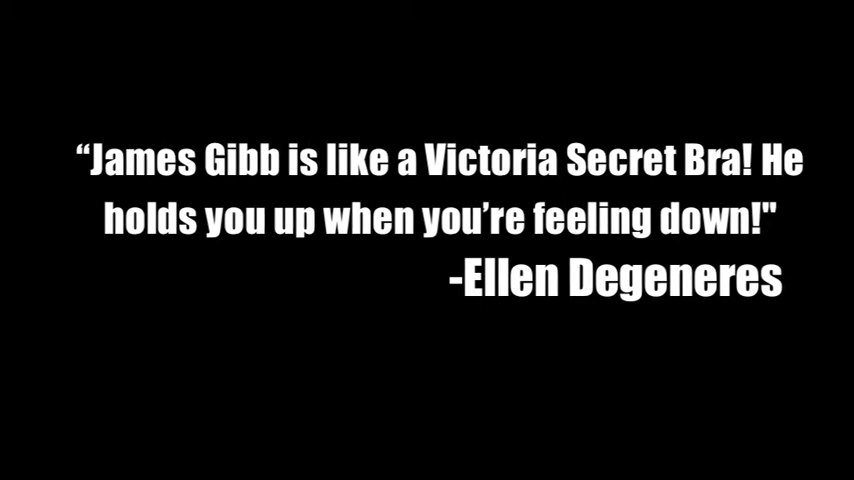 “James Gibb is like a Victoria Secret Bra! He
holds you up when you’re feeling down!"
-Ellen Degeneres